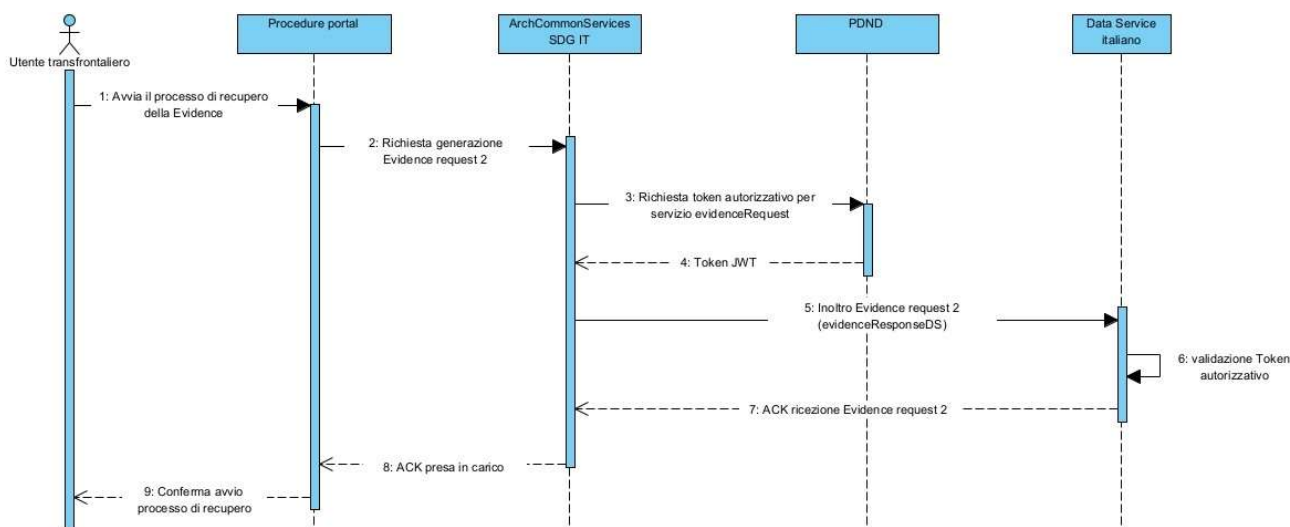 Procedure portal
ArchCommonServices
SDG IT
PDND
Data Service
italiano
Utente transfrontaliero
1: Avvia il processo di recupero
della Evidence
2: Richiesta generazione
Evidence request 2
3: Richiesta token autorizzativo per
servizio evidenceRequest
4: Token JWT
5: Inoltro Evidence request 2
(evidenceResponseDS)
6: validazione Token
autorizzativo
7: ACK ricezione Evidence request 2
8: ACK presa in carico
9: Conferma avvio
processo di recupero